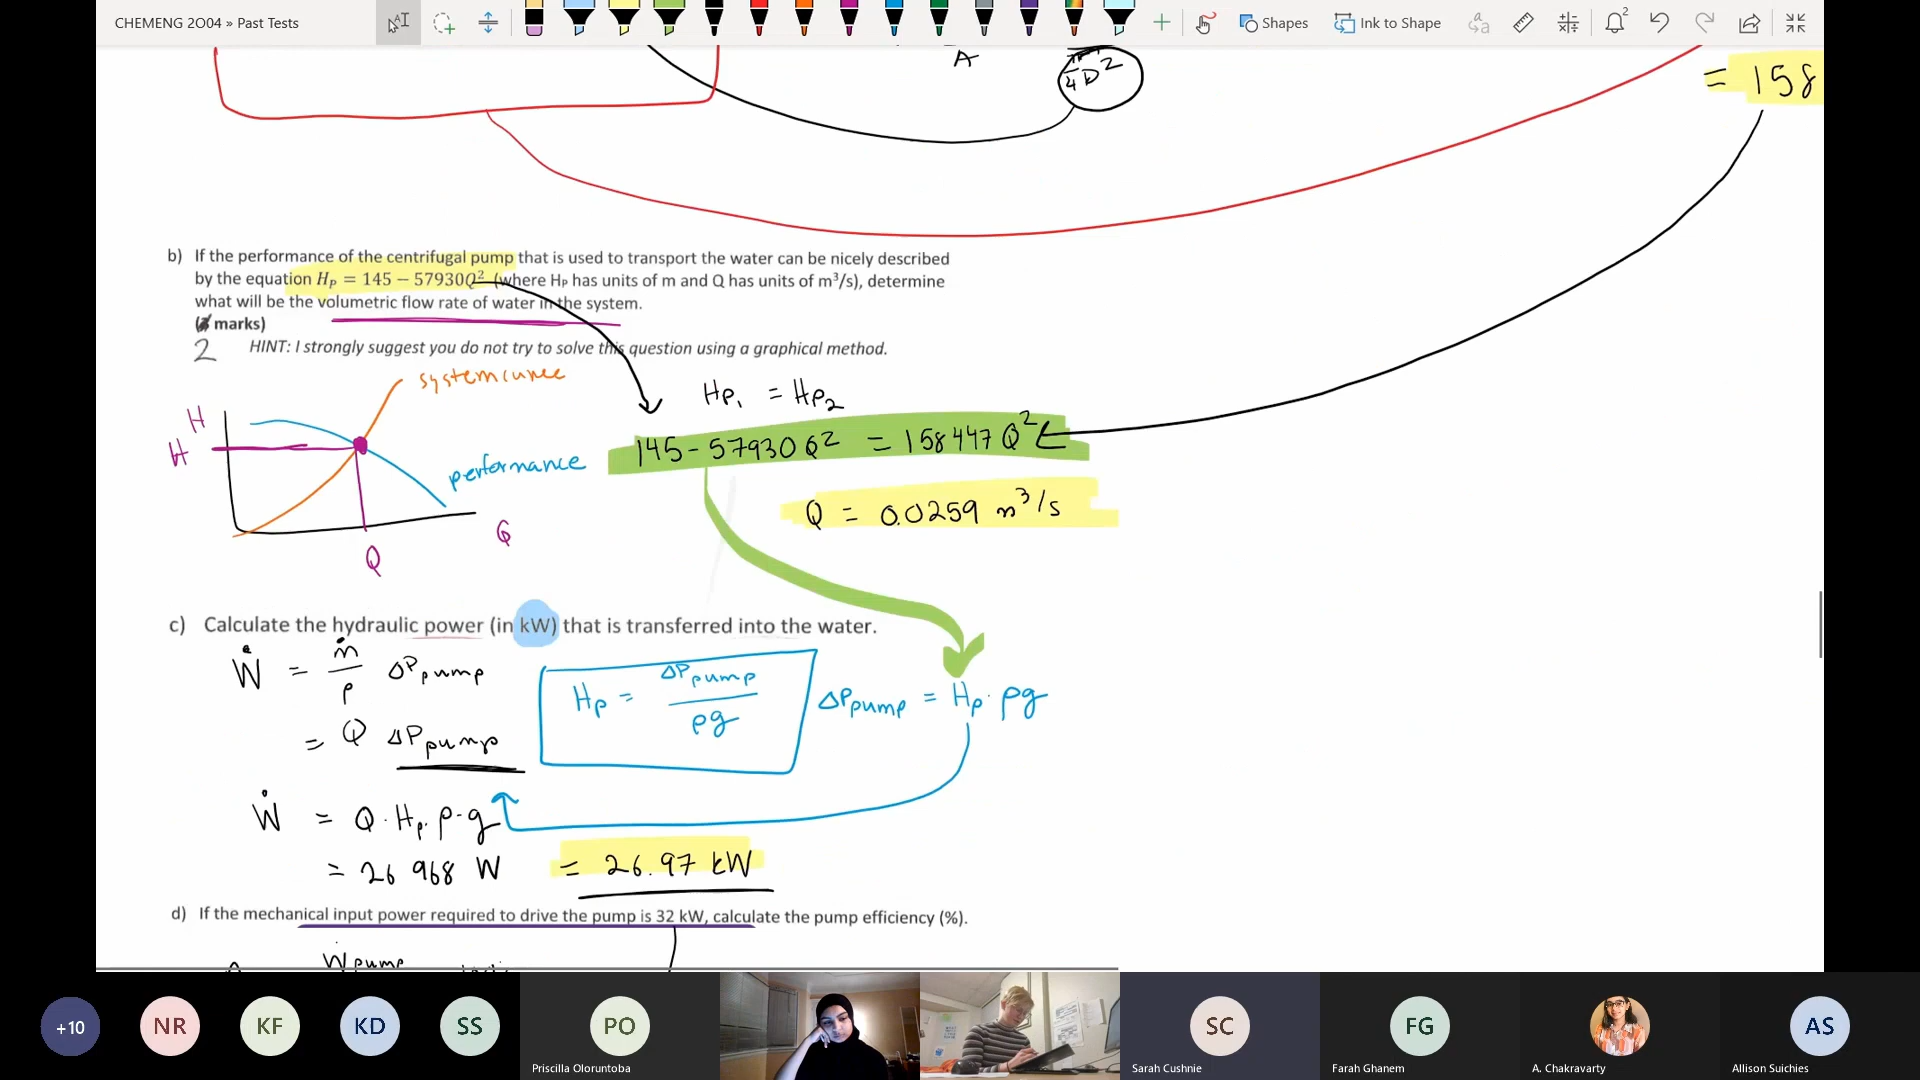 CHEMENG 2O04 » Past Tests
Shapes
Ink to Shape
2
A
π/4 D²
= 158
b) If the performance of the centrifugal pump that is used to transport the water can be nicely described
by the equation Hₚ = 145 − 57930Q² (where Hₚ has units of m and Q has units of m³/s), determine
what will be the volumetric flow rate of water in the system.
( marks)
2
HINT: I strongly suggest you do not try to solve this question using a graphical method.
system curve
H
H
performance
Q
Q
Hp₁ = Hp₂
145 - 57930Q² = 158447Q²
Q = 0.0259 m³/s
c) Calculate the hydraulic power (in kW) that is transferred into the water.
Ẇ = ṁ/ρ ΔPpump
= Q ΔPpump
Hp = ΔPpump/ρg
ΔPpump = Hp · ρg
Ẇ = Q · Hp · ρ · g
= 26 968 W = 26.97 kW
d) If the mechanical input power required to drive the pump is 32 kW, calculate the pump efficiency (%).
Ẇpump
+10
NR
KF
KD
SS
PO
Priscilla Oloruntoba
SC
Sarah Cushnie
FG
Farah Ghanem
A. Chakravarty
AS
Allison Suichies